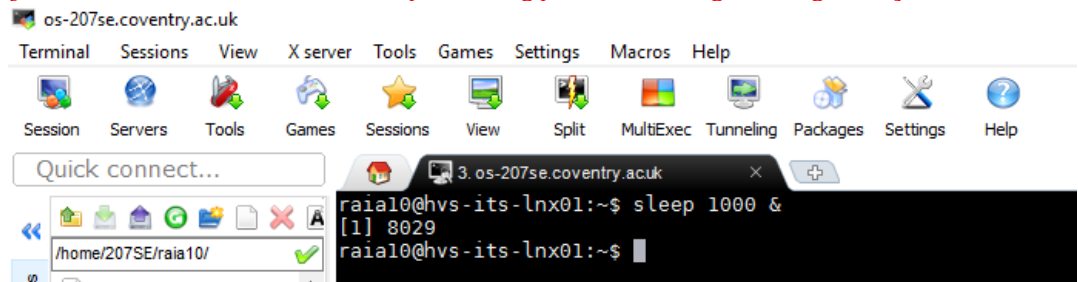 os-207se.coventry.ac.uk
Terminal Sessions View X server Tools Games Settings Macros Help
Session Servers Tools Games Sessions View Split MultiExec Tunneling Packages Settings Help
Quick connect...
3. os-207se.coventry.ac.uk
/home/207SE/raia10/
raia10@hvs-its-lnx01:~$ sleep 1000 &
[1] 8029
raia10@hvs-its-lnx01:~$